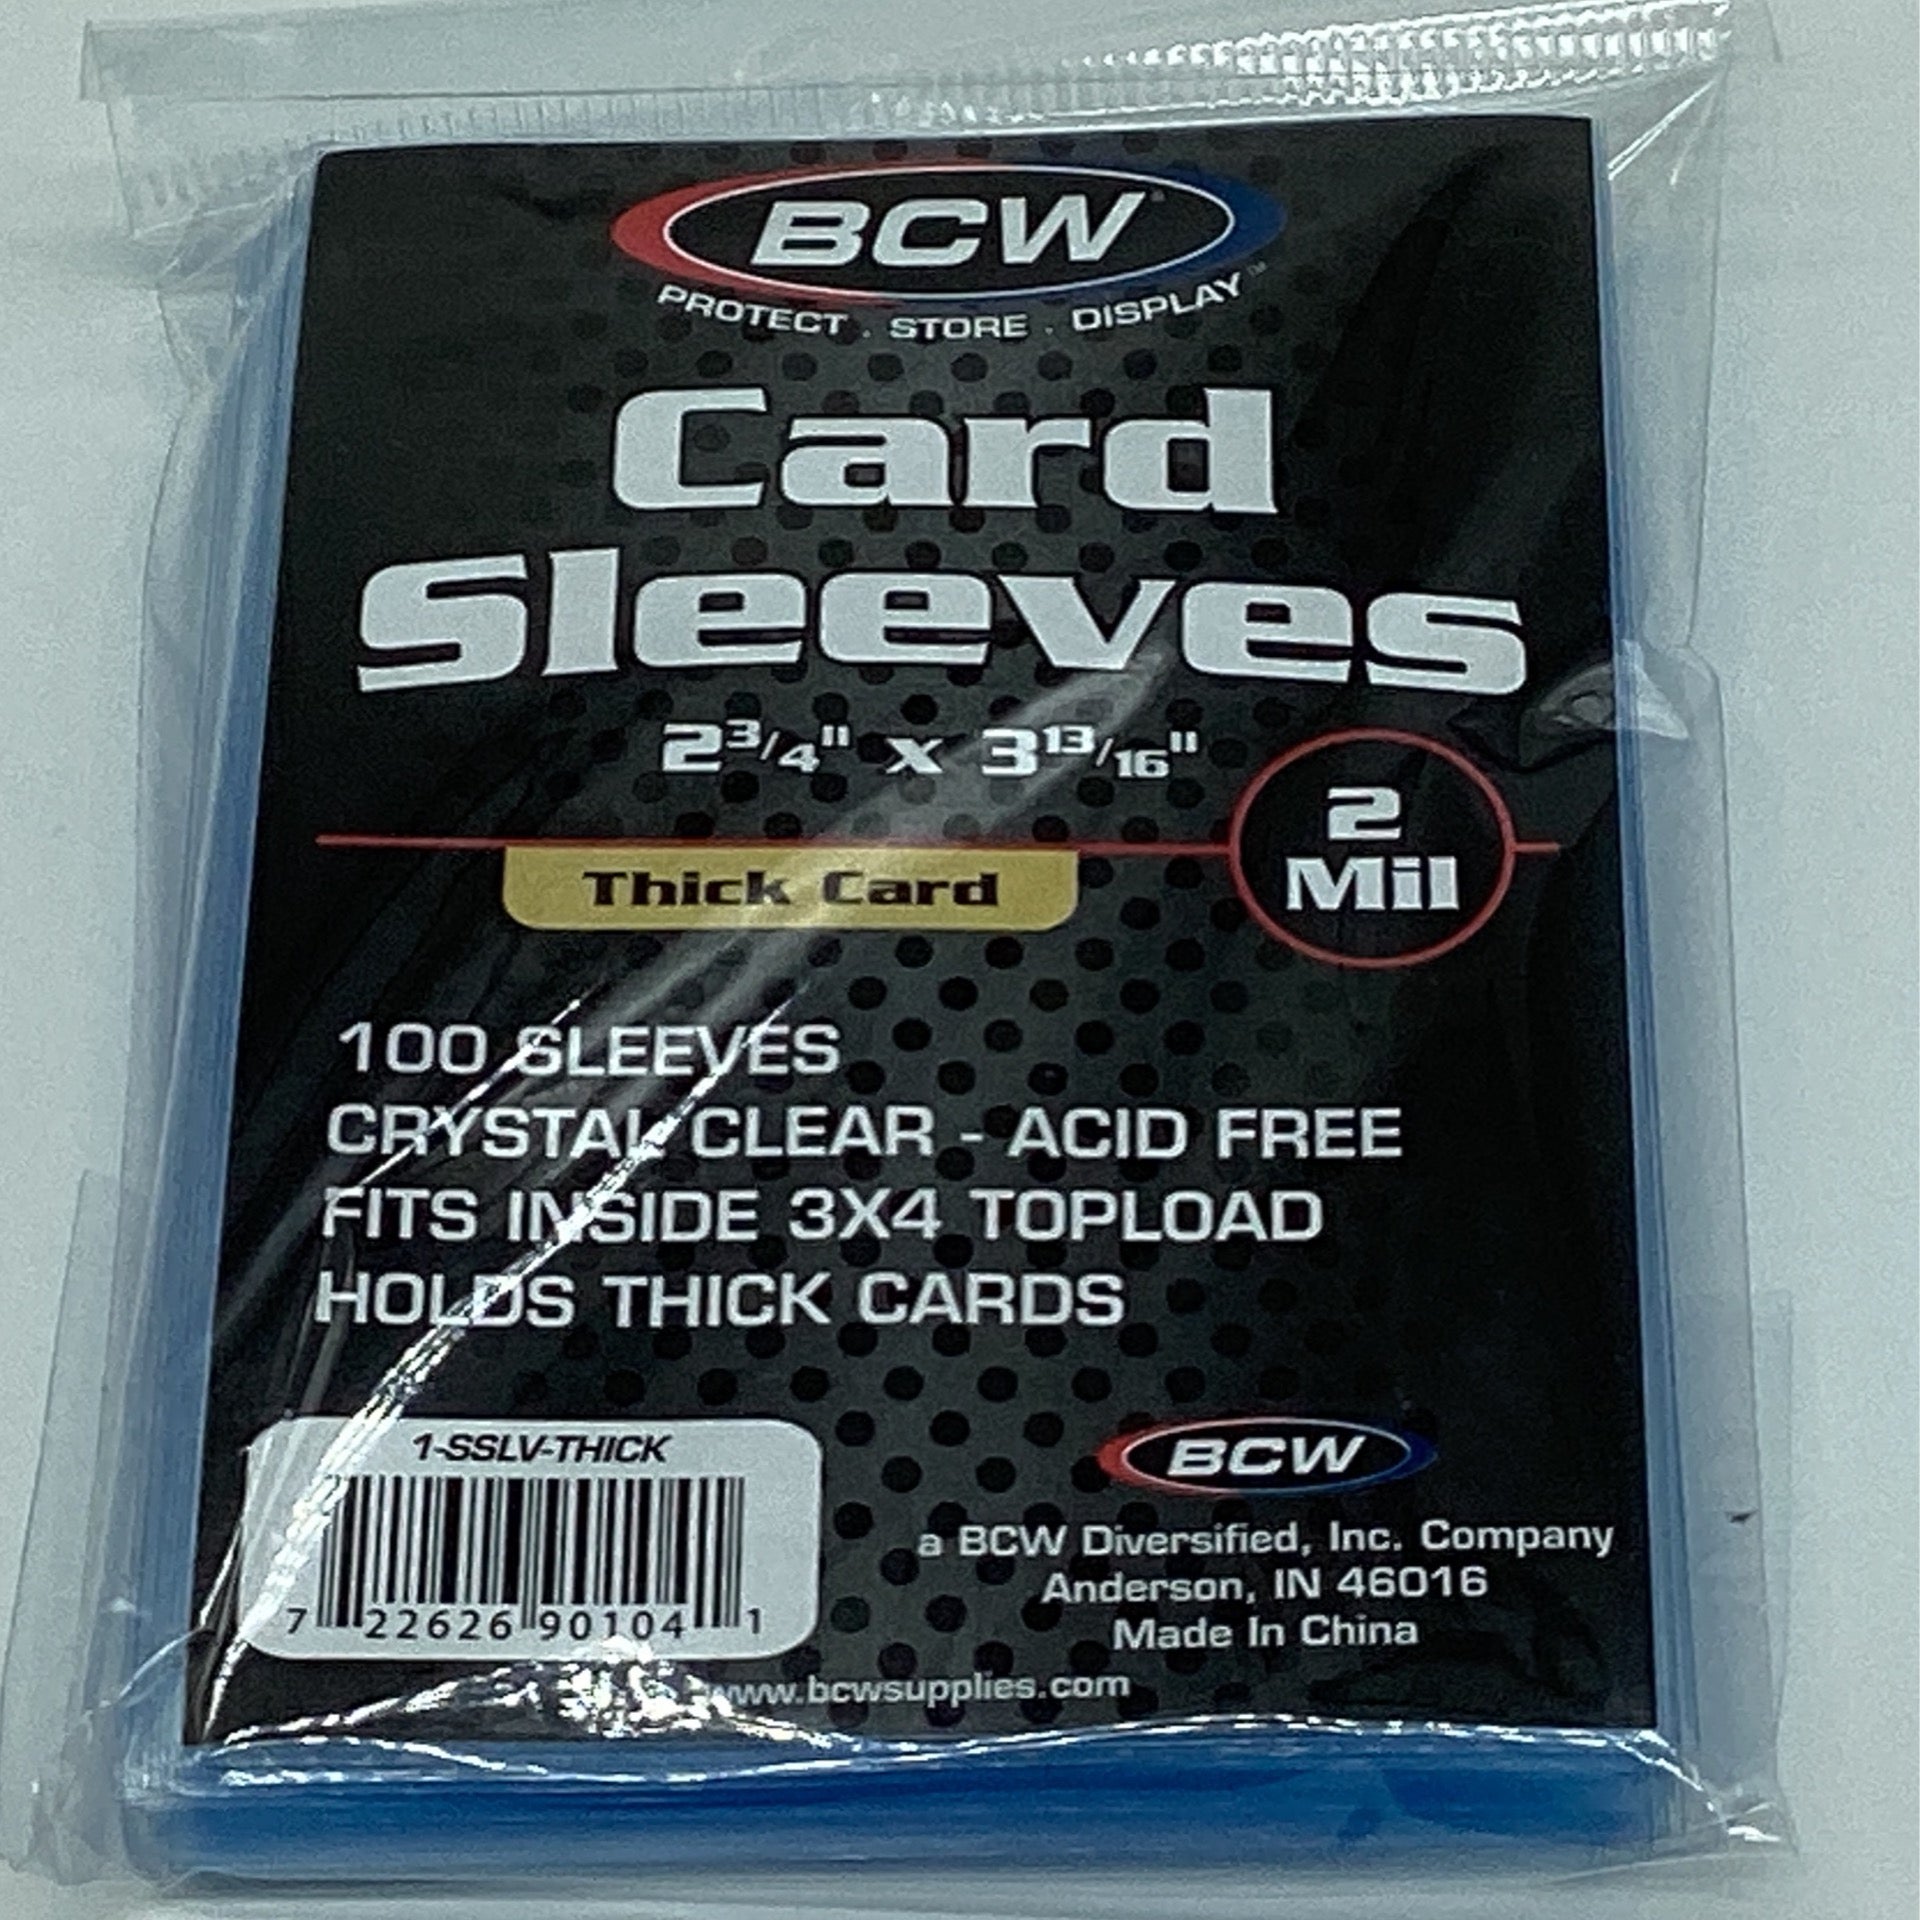 BCW®
PROTECT . STORE . DISPLAY™
Card
Sleeves
2 3/4" x 3 13/16"
2
Mil
Thick Card
100 SLEEVES
CRYSTAL CLEAR - ACID FREE
FITS INSIDE 3X4 TOPLOAD
HOLDS THICK CARDS
1-SSLV-THICK
7 22626 90104 1
BCW
a BCW Diversified, Inc. Company
Anderson, IN 46016
Made In China
www.bcwsupplies.com